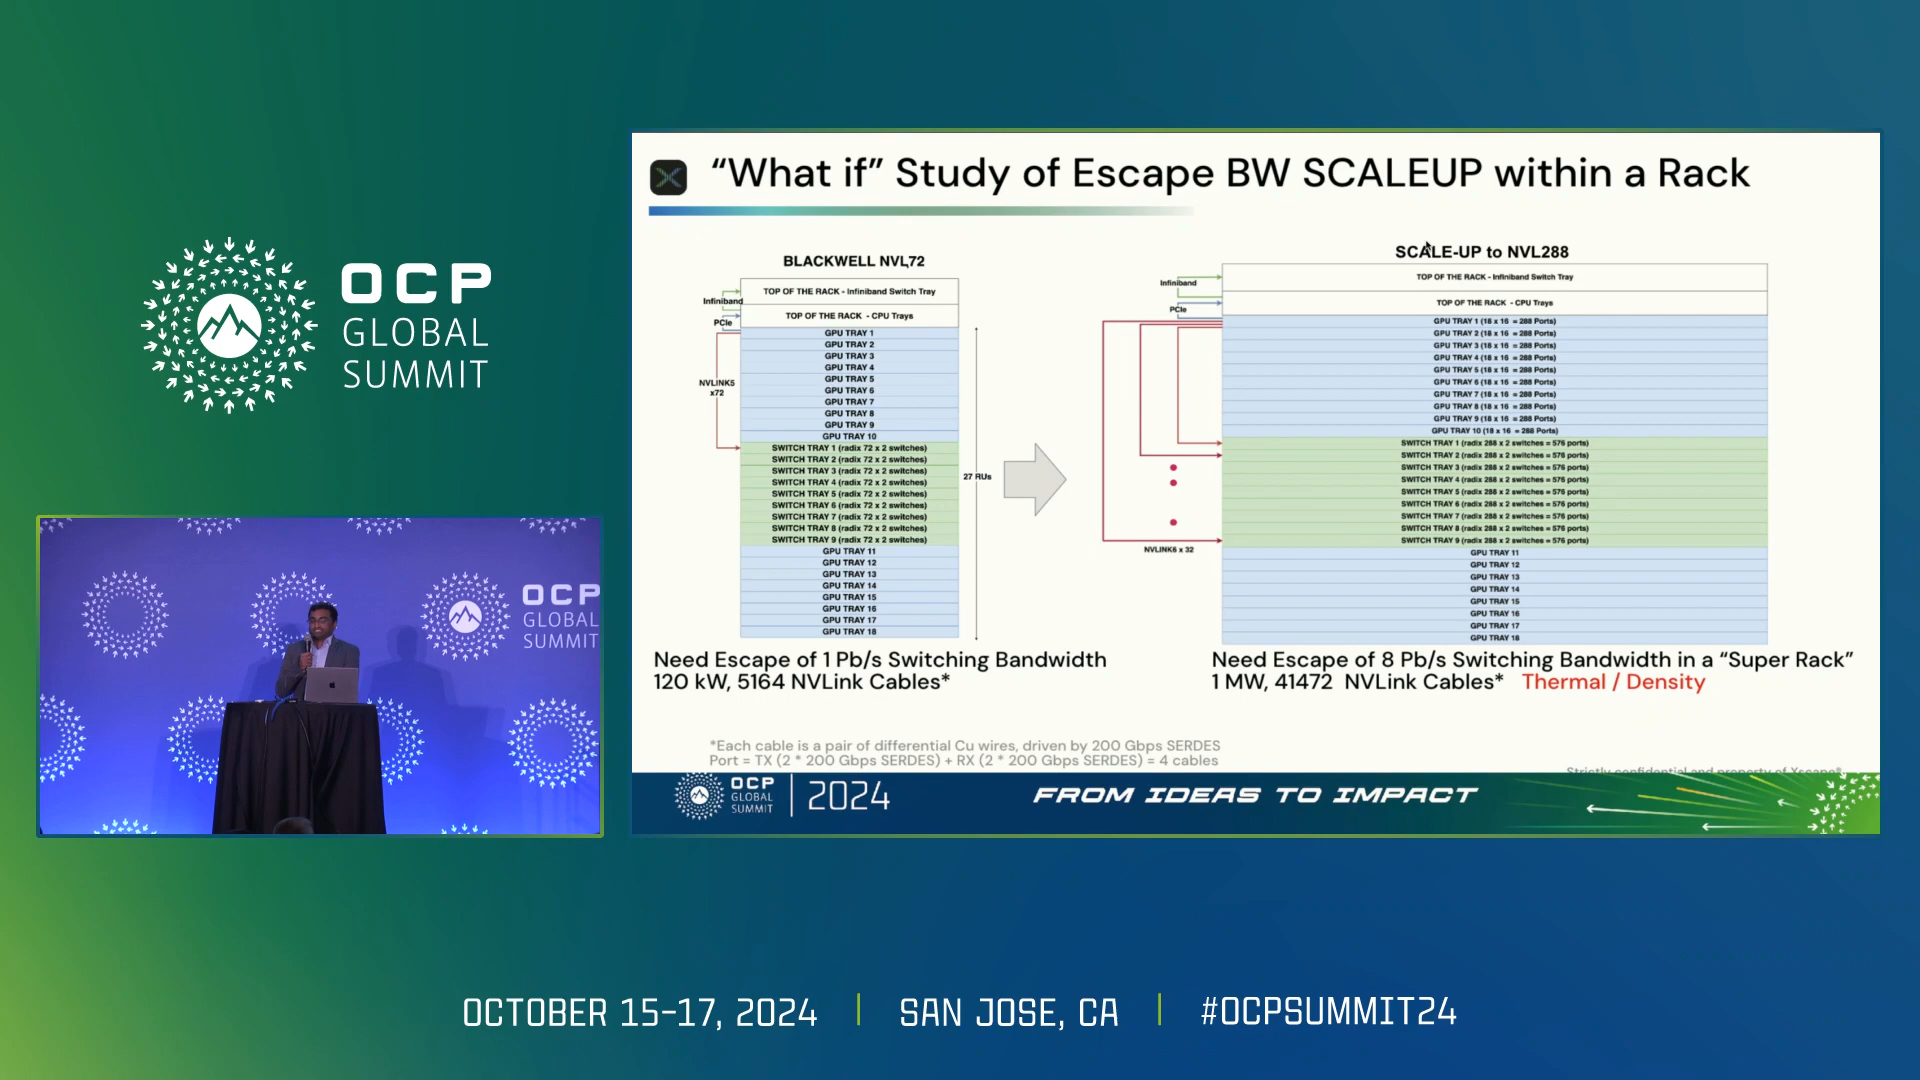 OCP
GLOBAL
SUMMIT
“What if” Study of Escape BW SCALEUP within a Rack
BLACKWELL NVL72
Infiniband
PCIe
NVLINK5
x72
TOP OF THE RACK - Infiniband Switch Tray
TOP OF THE RACK - CPU Trays
GPU TRAY 1
GPU TRAY 2
GPU TRAY 3
GPU TRAY 4
GPU TRAY 5
GPU TRAY 6
GPU TRAY 7
GPU TRAY 8
GPU TRAY 9
GPU TRAY 10
SWITCH TRAY 1 (radix 72 x 2 switches)
SWITCH TRAY 2 (radix 72 x 2 switches)
SWITCH TRAY 3 (radix 72 x 2 switches)
SWITCH TRAY 4 (radix 72 x 2 switches)
SWITCH TRAY 5 (radix 72 x 2 switches)
SWITCH TRAY 6 (radix 72 x 2 switches)
SWITCH TRAY 7 (radix 72 x 2 switches)
SWITCH TRAY 8 (radix 72 x 2 switches)
SWITCH TRAY 9 (radix 72 x 2 switches)
GPU TRAY 11
GPU TRAY 12
GPU TRAY 13
GPU TRAY 14
GPU TRAY 15
GPU TRAY 16
GPU TRAY 17
GPU TRAY 18
27 RUs
Need Escape of 1 Pb/s Switching Bandwidth
120 kW, 5164 NVLink Cables*
SCALE-UP to NVL288
Infiniband
PCIe
NVLINK6 x 32
TOP OF THE RACK - Infiniband Switch Tray
TOP OF THE RACK - CPU Trays
GPU TRAY 1 (18 x 16 = 288 Ports)
GPU TRAY 2 (18 x 16 = 288 Ports)
GPU TRAY 3 (18 x 16 = 288 Ports)
GPU TRAY 4 (18 x 16 = 288 Ports)
GPU TRAY 5 (18 x 16 = 288 Ports)
GPU TRAY 6 (18 x 16 = 288 Ports)
GPU TRAY 7 (18 x 16 = 288 Ports)
GPU TRAY 8 (18 x 16 = 288 Ports)
GPU TRAY 9 (18 x 16 = 288 Ports)
GPU TRAY 10 (18 x 16 = 288 Ports)
SWITCH TRAY 1 (radix 288 x 2 switches = 576 ports)
SWITCH TRAY 2 (radix 288 x 2 switches = 576 ports)
SWITCH TRAY 3 (radix 288 x 2 switches = 576 ports)
SWITCH TRAY 4 (radix 288 x 2 switches = 576 ports)
SWITCH TRAY 5 (radix 288 x 2 switches = 576 ports)
SWITCH TRAY 6 (radix 288 x 2 switches = 576 ports)
SWITCH TRAY 7 (radix 288 x 2 switches = 576 ports)
SWITCH TRAY 8 (radix 288 x 2 switches = 576 ports)
SWITCH TRAY 9 (radix 288 x 2 switches = 576 ports)
GPU TRAY 11
GPU TRAY 12
GPU TRAY 13
GPU TRAY 14
GPU TRAY 15
GPU TRAY 16
GPU TRAY 17
GPU TRAY 18
Need Escape of 8 Pb/s Switching Bandwidth in a “Super Rack”
1 MW, 41472 NVLink Cables* Thermal / Density
*Each cable is a pair of differential Cu wires, driven by 200 Gbps SERDES
Port = TX (2 * 200 Gbps SERDES) + RX (2 * 200 Gbps SERDES) = 4 cables
Strictly confidential and property of Xscape®
OCP
GLOBAL
SUMMIT
2024
FROM IDEAS TO IMPACT
OCP
GLOBAL
SUMMIT
OCTOBER 15-17, 2024
SAN JOSE, CA
#OCPSUMMIT24